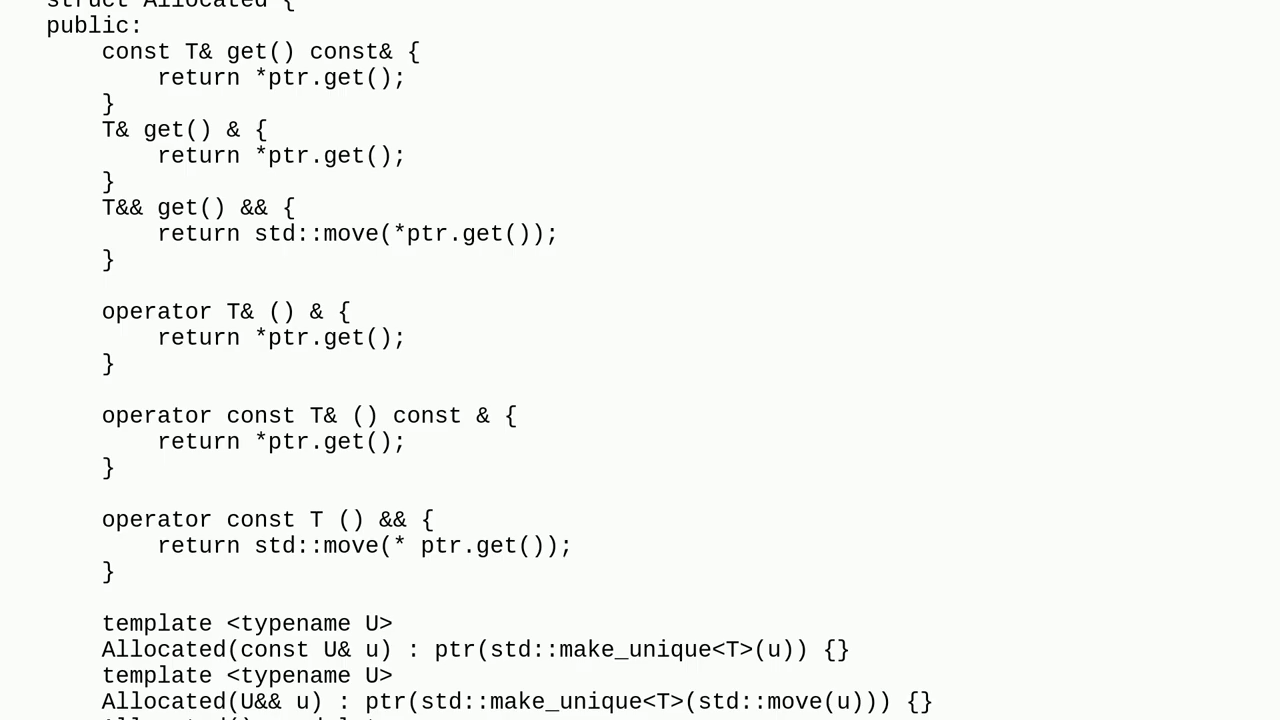 struct Allocated {
public:
    const T& get() const& {
        return *ptr.get();
    }
    T& get() & {
        return *ptr.get();
    }
    T&& get() && {
        return std::move(*ptr.get());
    }

    operator T& () & {
        return *ptr.get();
    }

    operator const T& () const & {
        return *ptr.get();
    }

    operator const T () && {
        return std::move(* ptr.get());
    }

    template <typename U>
    Allocated(const U& u) : ptr(std::make_unique<T>(u)) {}
    template <typename U>
    Allocated(U&& u) : ptr(std::make_unique<T>(std::move(u))) {}